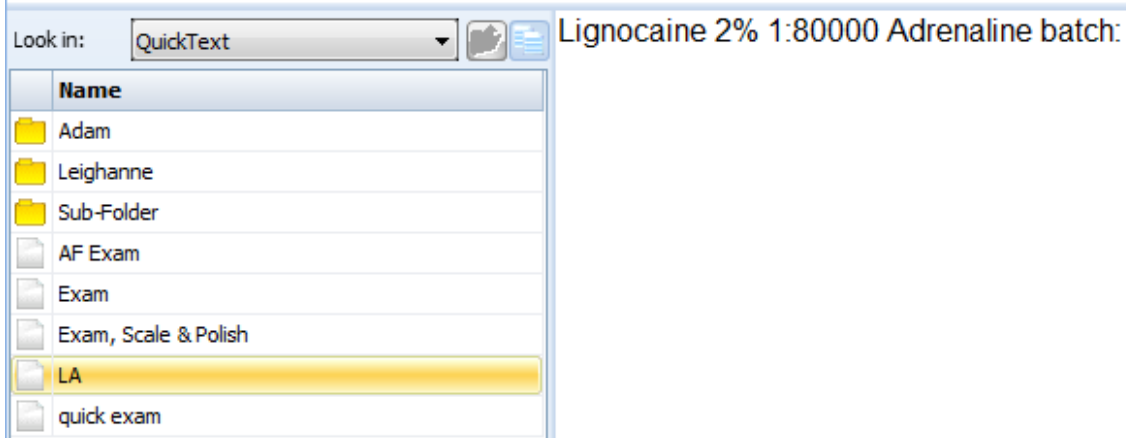 Look in: QuickText
Lignocaine 2% 1:80000 Adrenaline batch:
Name
Adam
Leighanne
Sub-Folder
AF Exam
Exam
Exam, Scale & Polish
LA
quick exam